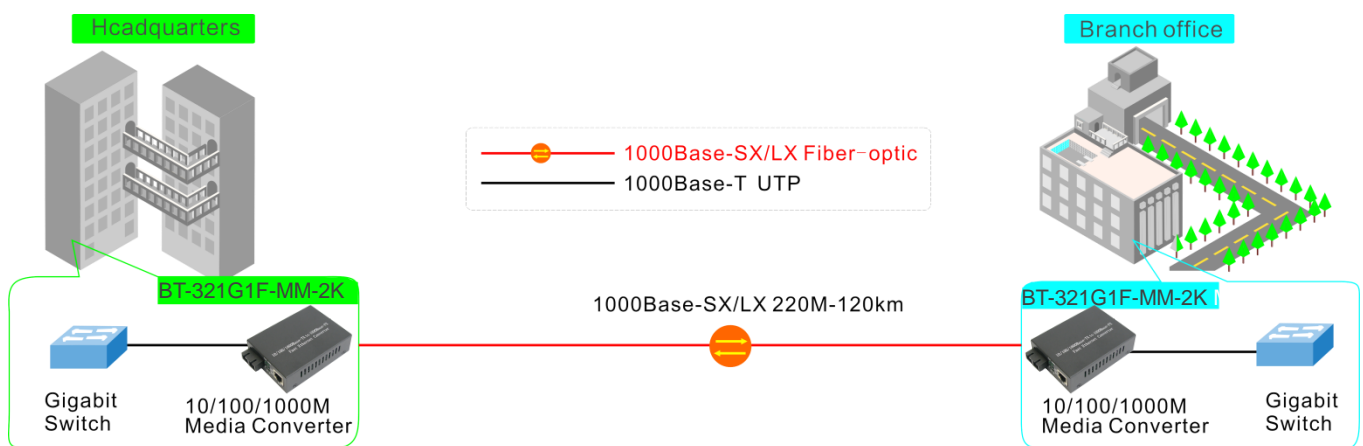 Hcadquarters
Branch office
1000Base-SX/LX Fiber-optic
1000Base-T UTP
BT-321G1F-MM-2K
1000Base-SX/LX 220M-120km
BT-321G1F-MM-2K
Gigabit
Switch
10/100/1000M
Media Converter
10/100/1000M
Media Converter
Gigabit
Switch